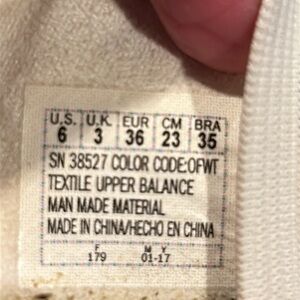 U.S. U.K. EUR CM BRA
6 3 36 23 35
SN 38527 COLOR CODE:OFWT
TEXTILE UPPER BALANCE
MAN MADE MATERIAL
MADE IN CHINA/HECHO EN CHINA
F M Y
179 01-17